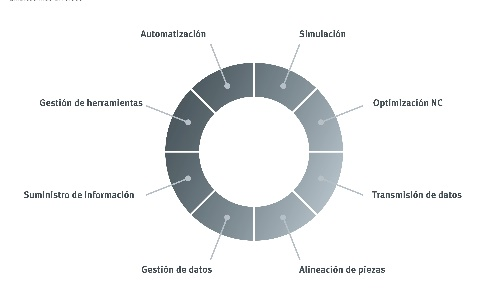 Automatización
Simulación
Gestión de herramientas
Optimización NC
Suministro de información
Transmisión de datos
Gestión de datos
Alineación de piezas